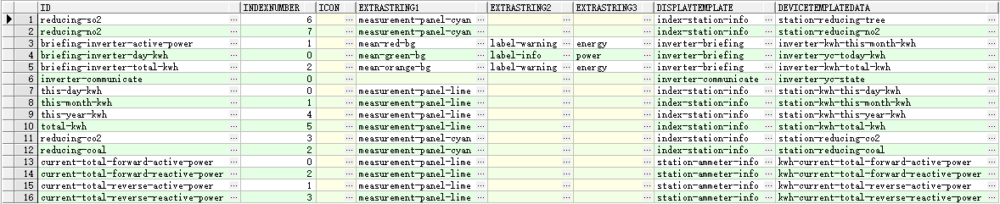 ID INDEXNUMBER ICON EXTRASTRING1 EXTRASTRING2 EXTRASTRING3 DISPLAYTEMPLATE DEVICETEMPLATEDATA
1 reducing-so2 ... 6 ... measurement-panel-cyan ... ... ... index-station-info ... station-reducing-tree ...
2 reducing-no2 ... 7 ... measurement-panel-cyan ... ... ... index-station-info ... station-reducing-no2 ...
3 briefing-inverter-active-power ... 1 ... mean-red-bg ... label-warning ... energy ... inverter-briefing ... inverter-kwh-this-month-kwh ...
4 briefing-inverter-day-kwh ... 0 ... mean-green-bg ... label-info ... power ... inverter-briefing ... inverter-yc-today-kwh ...
5 briefing-inverter-total-kwh ... 2 ... mean-orange-bg ... label-warning ... energy ... inverter-briefing ... inverter-kwh-total-kwh ...
6 inverter-communicate ... 0 ... ... ... ... inverter-communicate ... inverter-yc-state ...
7 this-day-kwh ... 0 ... measurement-panel-lime ... ... ... index-station-info ... station-kwh-this-day-kwh ...
8 this-month-kwh ... 1 ... measurement-panel-lime ... ... ... index-station-info ... station-kwh-this-month-kwh ...
9 this-year-kwh ... 4 ... measurement-panel-lime ... ... ... index-station-info ... station-kwh-this-year-kwh ...
10 total-kwh ... 5 ... measurement-panel-lime ... ... ... index-station-info ... station-kwh-total-kwh ...
11 reducing-co2 ... 3 ... measurement-panel-cyan ... ... ... index-station-info ... station-reducing-co2 ...
12 reducing-coal ... 2 ... measurement-panel-cyan ... ... ... index-station-info ... station-reducing-coal ...
13 current-total-forward-active-power ... 0 ... measurement-panel-lime ... ... ... station-ammeter-info ... kwh-current-total-forward-active-power ...
14 current-total-forward-reactive-power ... 2 ... measurement-panel-lime ... ... ... station-ammeter-info ... kwh-current-total-forward-reactive-power ...
15 current-total-reverse-active-power ... 1 ... measurement-panel-lime ... ... ... station-ammeter-info ... kwh-current-total-reverse-active-power ...
16 current-total-reverse-reactive-power ... 3 ... measurement-panel-lime ... ... ... station-ammeter-info ... kwh-current-total-reverse-reactive-power ...